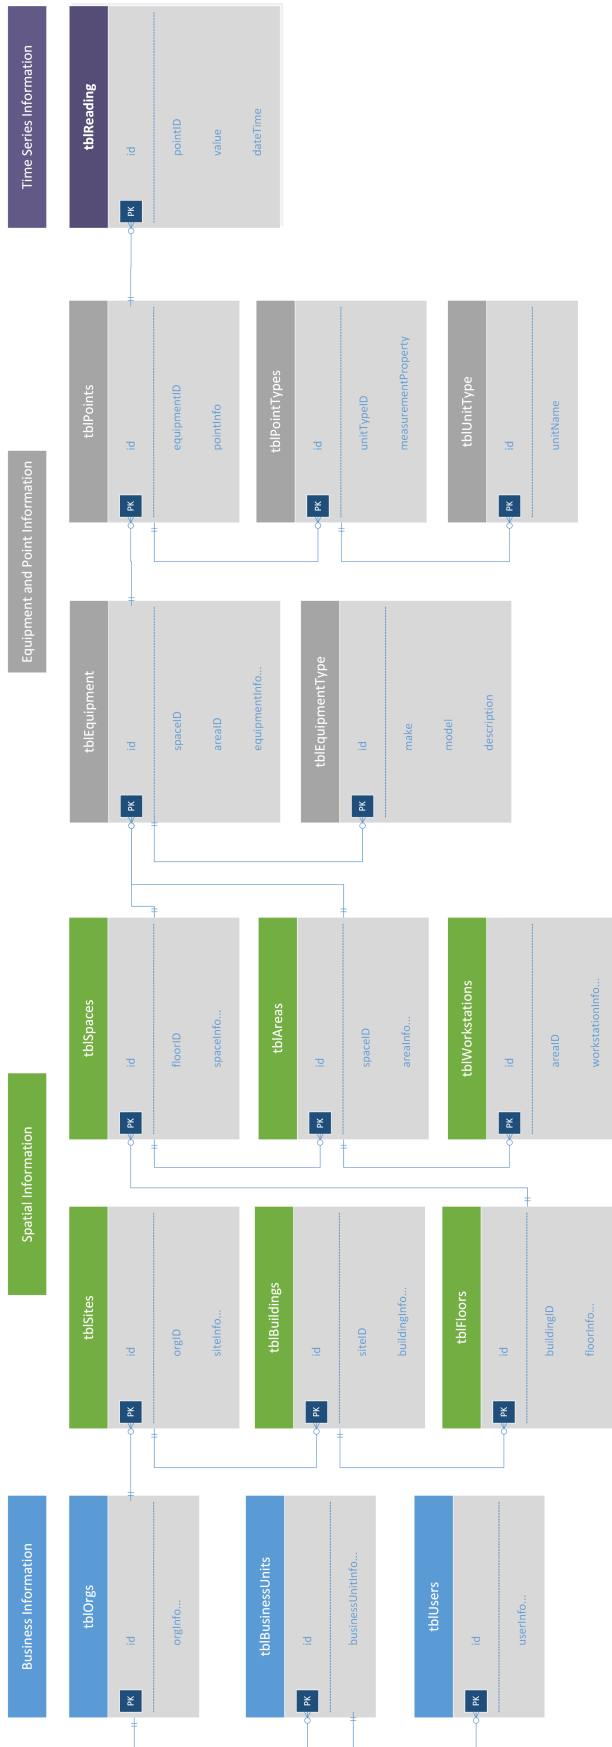 Business Information
tblOrgs
PK
id
orgInfo...
tblBusinessUnits
PK
id
businessUnitInfo...
tblUsers
PK
id
userInfo...
Spatial Information
tblSites
PK
id
orgID
siteInfo...
tblBuildings
PK
id
siteID
buildingInfo...
tblFloors
PK
id
buildingID
floorInfo...
tblSpaces
PK
id
floorID
spaceInfo...
tblAreas
PK
id
spaceID
areaInfo...
tblWorkstations
PK
id
areaID
workstationInfo...
Equipment and Point Information
tblEquipment
PK
id
spaceID
areaID
equipmentInfo...
tblEquipmentType
PK
id
make
model
description
tblPoints
PK
id
equipmentID
pointInfo
tblPointTypes
PK
id
unitTypeID
measurementProperty
tblUnitType
PK
id
unitName
Time Series Information
tblReading
PK
id
pointID
value
dateTime